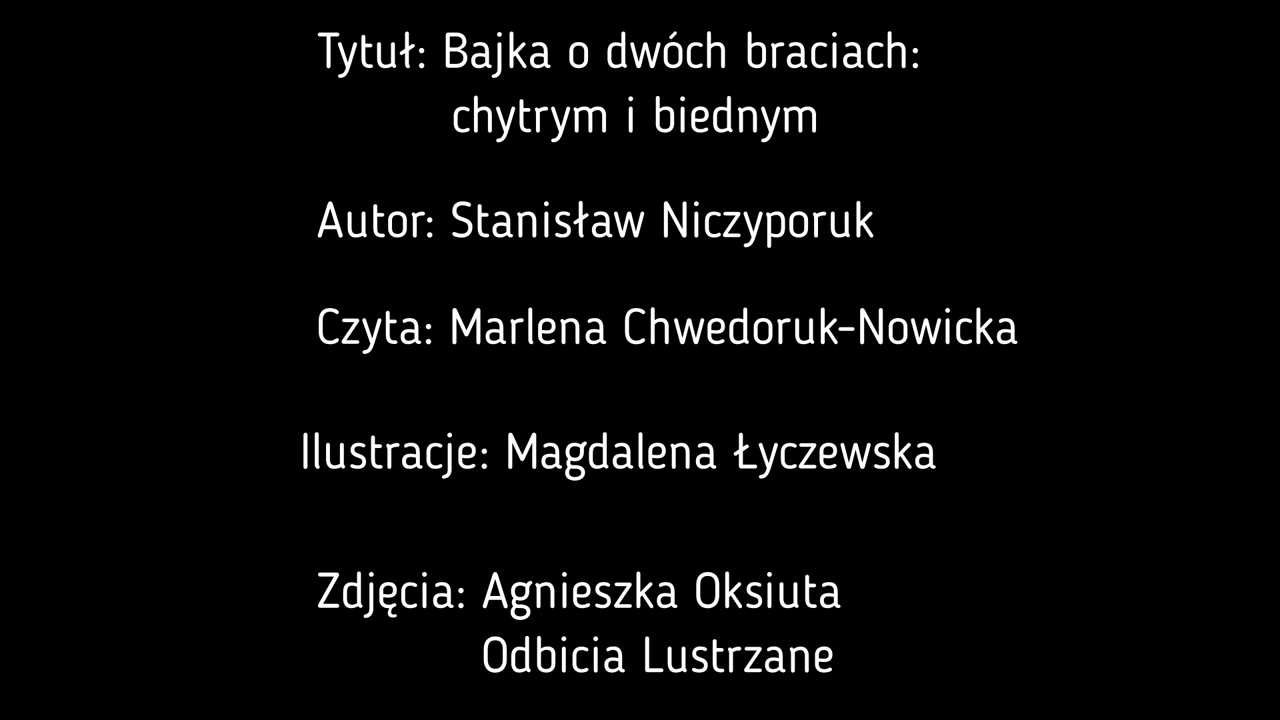 Tytuł: Bajka o dwóch braciach:
chytrym i biednym
Autor: Stanisław Niczyporuk
Czyta: Marlena Chwedoruk-Nowicka
Ilustracje: Magdalena Łyczewska
Zdjęcia: Agnieszka Oksiuta
Odbicia Lustrzane